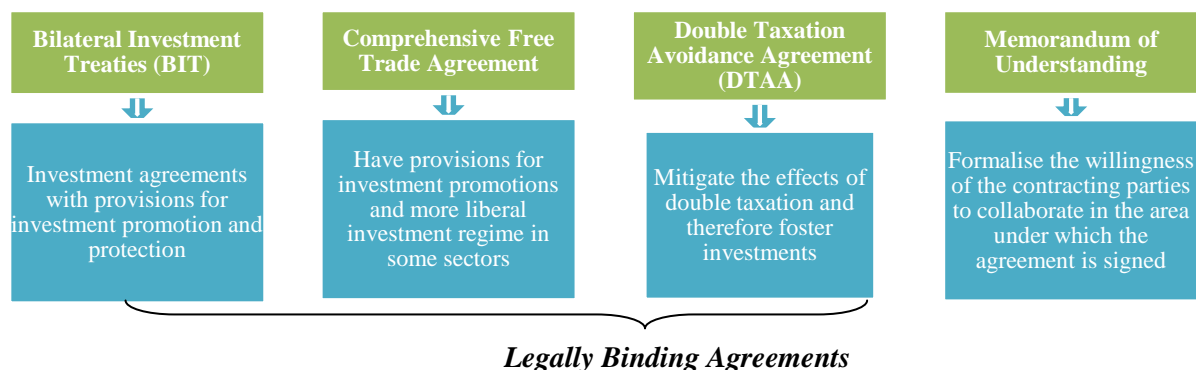 Bilateral Investment
Treaties (BIT)
Investment agreements
with provisions for
investment promotion and
protection
Comprehensive Free
Trade Agreement
Have provisions for
investment promotions
and more liberal
investment regime in
some sectors
Double Taxation
Avoidance Agreement
(DTAA)
Mitigate the effects of
double taxation and
therefore foster
investments
Memorandum of
Understanding
Formalise the willingness
of the contracting parties
to collaborate in the area
under which the
agreement is signed
Legally Binding Agreements